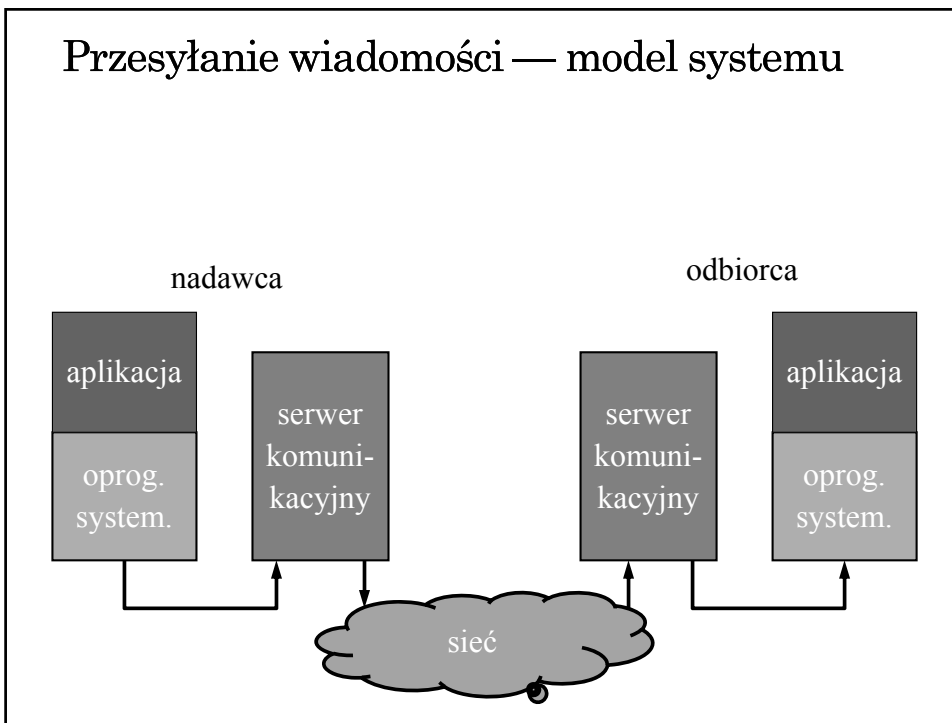 Przesyłanie wiadomości — model systemu
nadawca
odbiorca
aplikacja
oprog.
system.
serwer
komuni-
kacyjny
serwer
komuni-
kacyjny
aplikacja
oprog.
system.
sieć